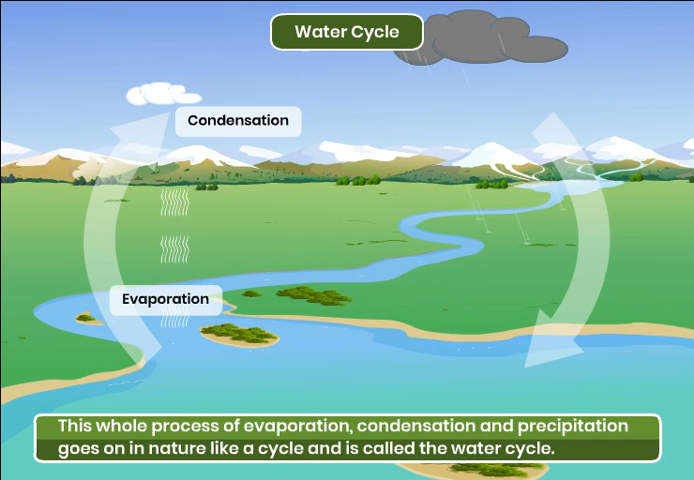 Water Cycle
Condensation
Evaporation
This whole process of evaporation, condensation and precipitation
goes on in nature like a cycle and is called the water cycle.